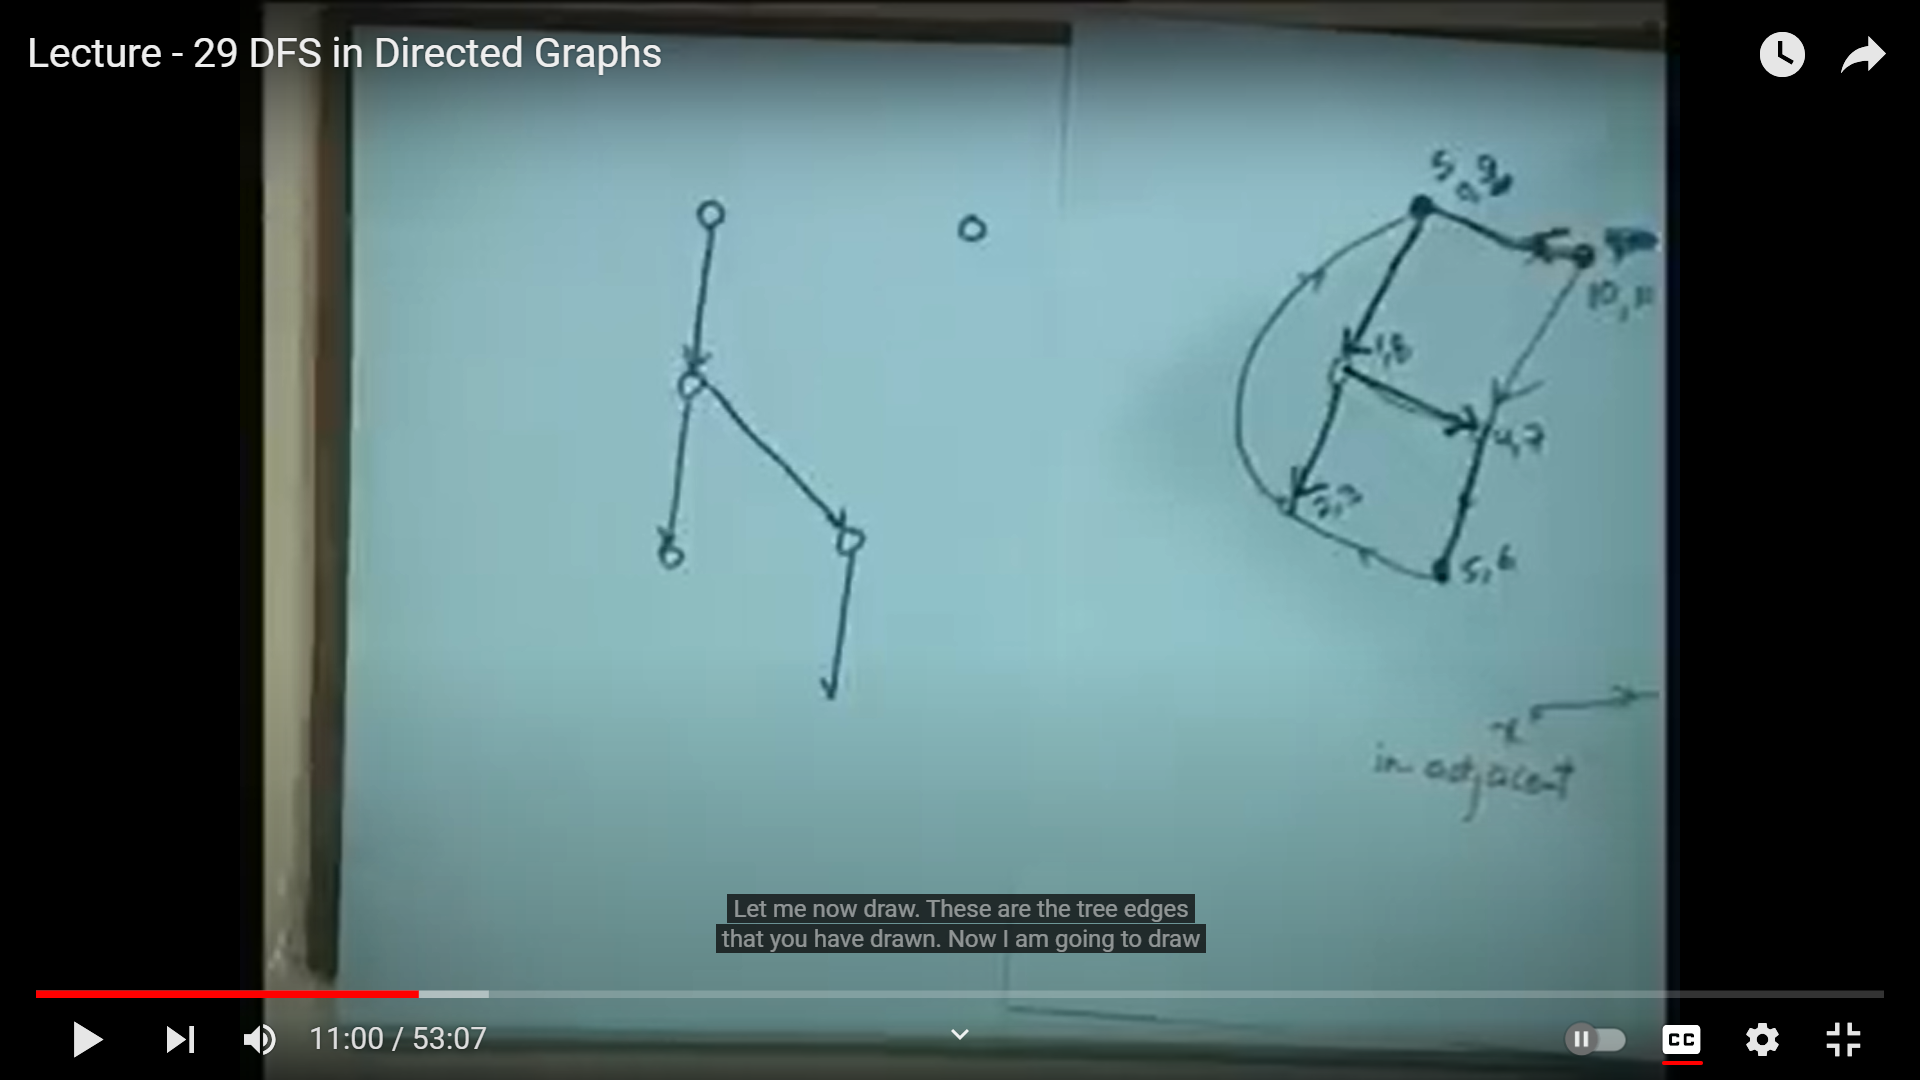 Lecture - 29 DFS in Directed Graphs
5
0,9
10,11
1,8
4,7
2,3
5,6
x
in adjacent
Let me now draw. These are the tree edges
that you have drawn. Now I am going to draw
11:00 / 53:07
CC